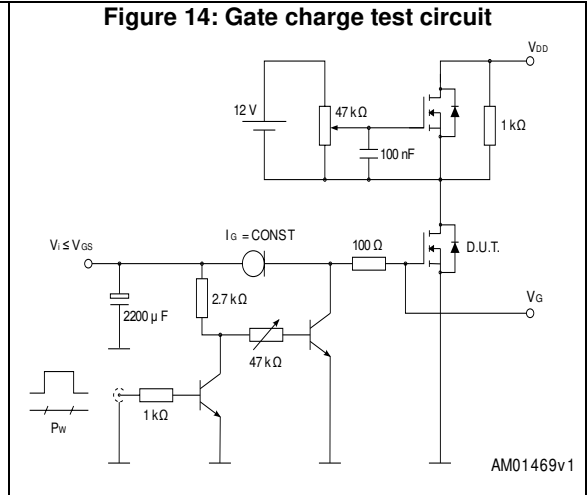 Figure 14: Gate charge test circuit
VDD
12 V
47 kΩ
1 kΩ
100 nF
Vi ≤ VGS
IG = CONST
100 Ω
D.U.T.
2.7 kΩ
2200 μF
VG
47 kΩ
1 kΩ
PW
AM01469v1